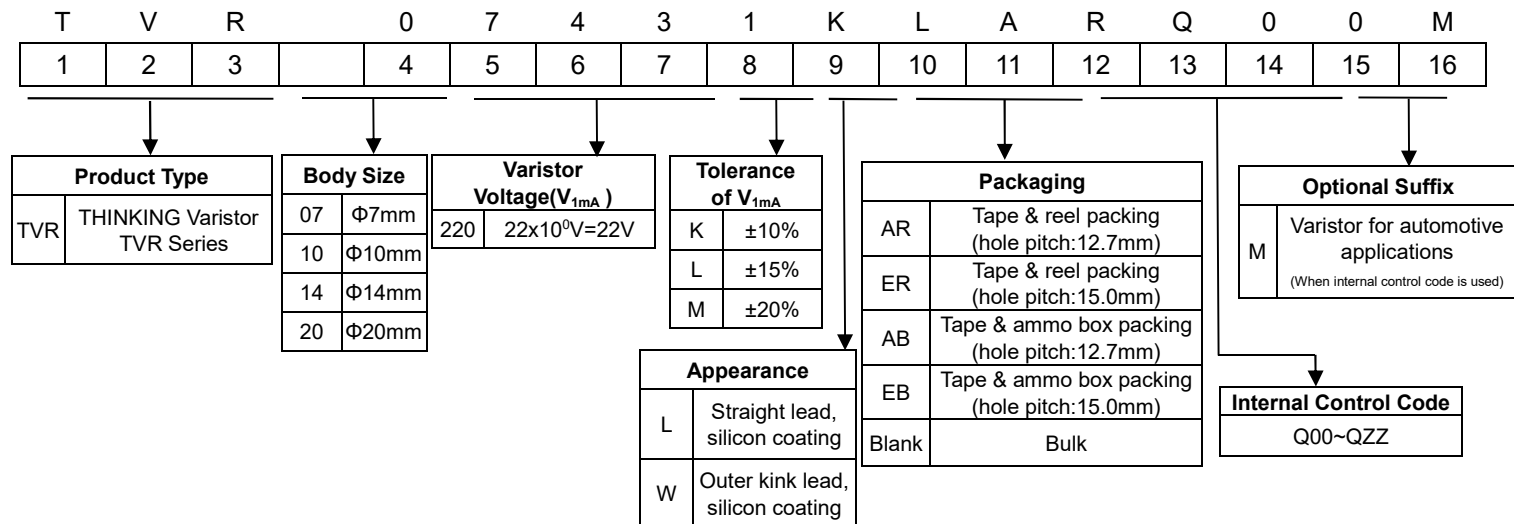 T V R 0 7 4 3 1 K L A R Q 0 0 M
1 2 3 4 5 6 7 8 9 10 11 12 13 14 15 16
Product Type
TVR THINKING Varistor
TVR Series
Body Size
07 Φ7mm
10 Φ10mm
14 Φ14mm
20 Φ20mm
Varistor
Voltage(V1mA )
220 22x10⁰V=22V
Tolerance
of V1mA
K ±10%
L ±15%
M ±20%
Appearance
L Straight lead,
silicon coating
W Outer kink lead,
silicon coating
Packaging
AR Tape & reel packing
(hole pitch:12.7mm)
ER Tape & reel packing
(hole pitch:15.0mm)
AB Tape & ammo box packing
(hole pitch:12.7mm)
EB Tape & ammo box packing
(hole pitch:15.0mm)
Blank Bulk
Internal Control Code
Q00~QZZ
Optional Suffix
M Varistor for automotive
applications
(When internal control code is used)